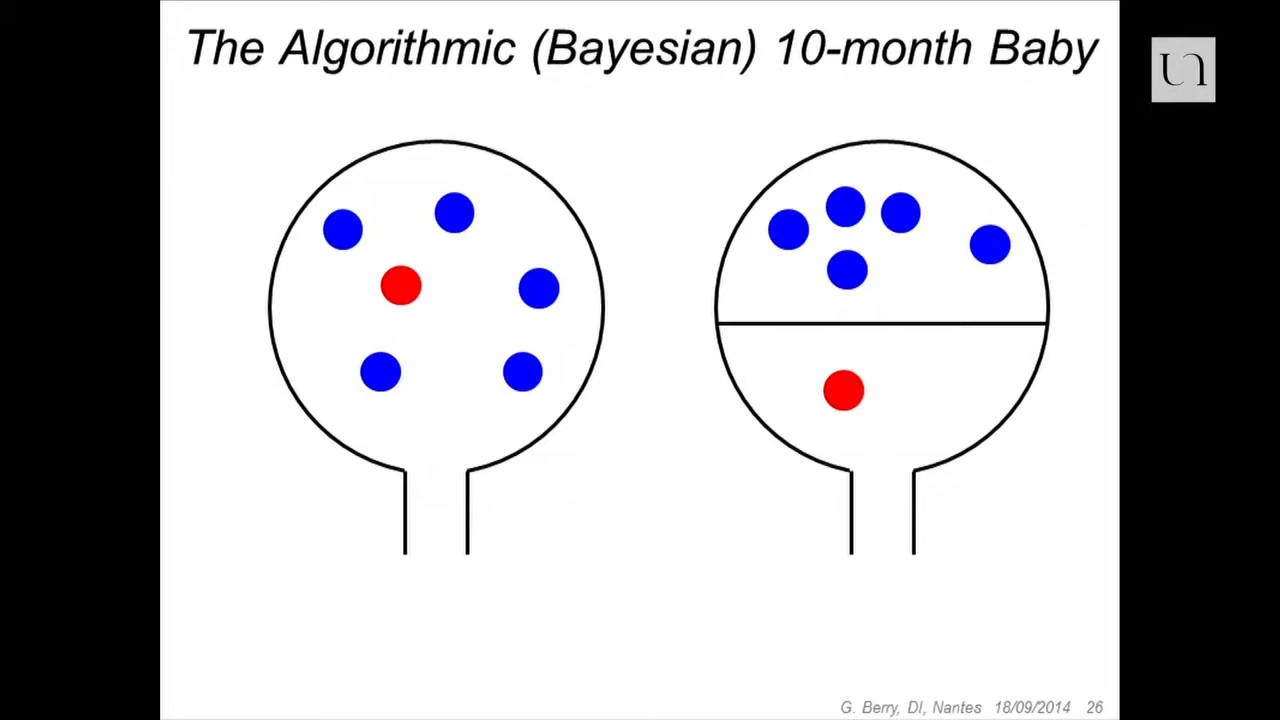 The Algorithmic (Bayesian) 10-month Baby
G. Berry, DI, Nantes 18/09/2014 26